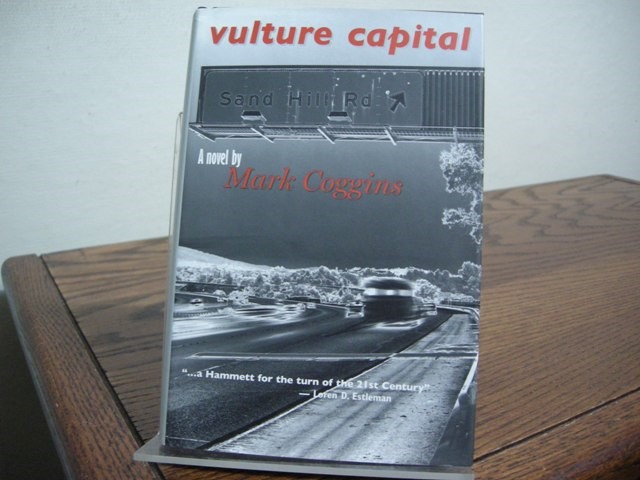 vulture capital
Sand Hill Rd
A novel by
Mark Coggins
"...a Hammett for the turn of the 21st Century"
— Loren D. Estleman